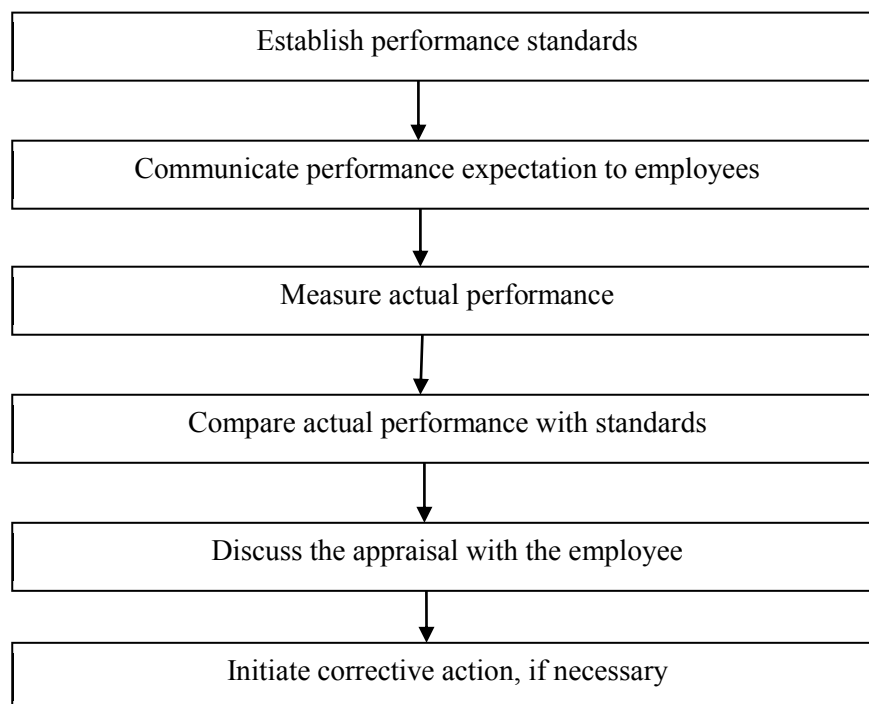 Establish performance standards
Communicate performance expectation to employees
Measure actual performance
Compare actual performance with standards
Discuss the appraisal with the employee
Initiate corrective action, if necessary